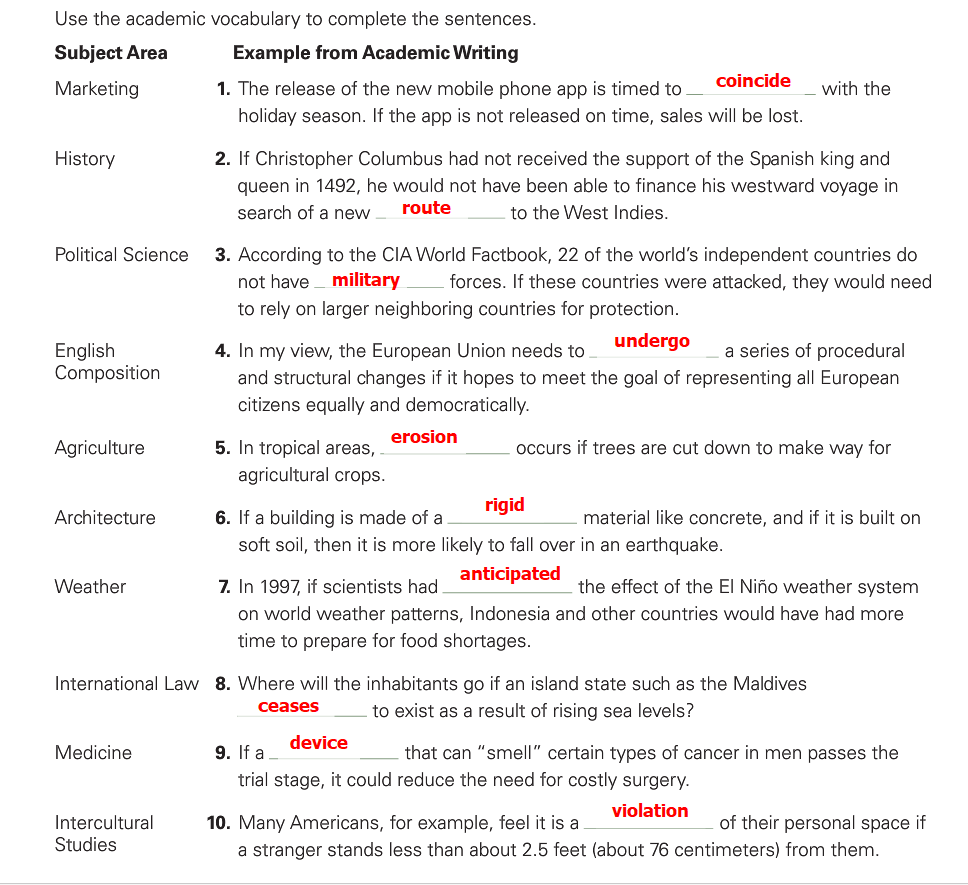 Use the academic vocabulary to complete the sentences.
Subject Area Example from Academic Writing
Marketing 1. The release of the new mobile phone app is timed to coincide with the
holiday season. If the app is not released on time, sales will be lost.
History 2. If Christopher Columbus had not received the support of the Spanish king and
queen in 1492, he would not have been able to finance his westward voyage in
search of a new route to the West Indies.
Political Science 3. According to the CIA World Factbook, 22 of the world's independent countries do
not have military forces. If these countries were attacked, they would need
to rely on larger neighboring countries for protection.
English 4. In my view, the European Union needs to undergo a series of procedural
Composition and structural changes if it hopes to meet the goal of representing all European
citizens equally and democratically.
Agriculture 5. In tropical areas, erosion occurs if trees are cut down to make way for
agricultural crops.
Architecture 6. If a building is made of a rigid material like concrete, and if it is built on
soft soil, then it is more likely to fall over in an earthquake.
Weather 7. In 1997, if scientists had anticipated the effect of the El Niño weather system
on world weather patterns, Indonesia and other countries would have had more
time to prepare for food shortages.
International Law 8. Where will the inhabitants go if an island state such as the Maldives
ceases to exist as a result of rising sea levels?
Medicine 9. If a device that can "smell" certain types of cancer in men passes the
trial stage, it could reduce the need for costly surgery.
Intercultural 10. Many Americans, for example, feel it is a violation of their personal space if
Studies a stranger stands less than about 2.5 feet (about 76 centimeters) from them.